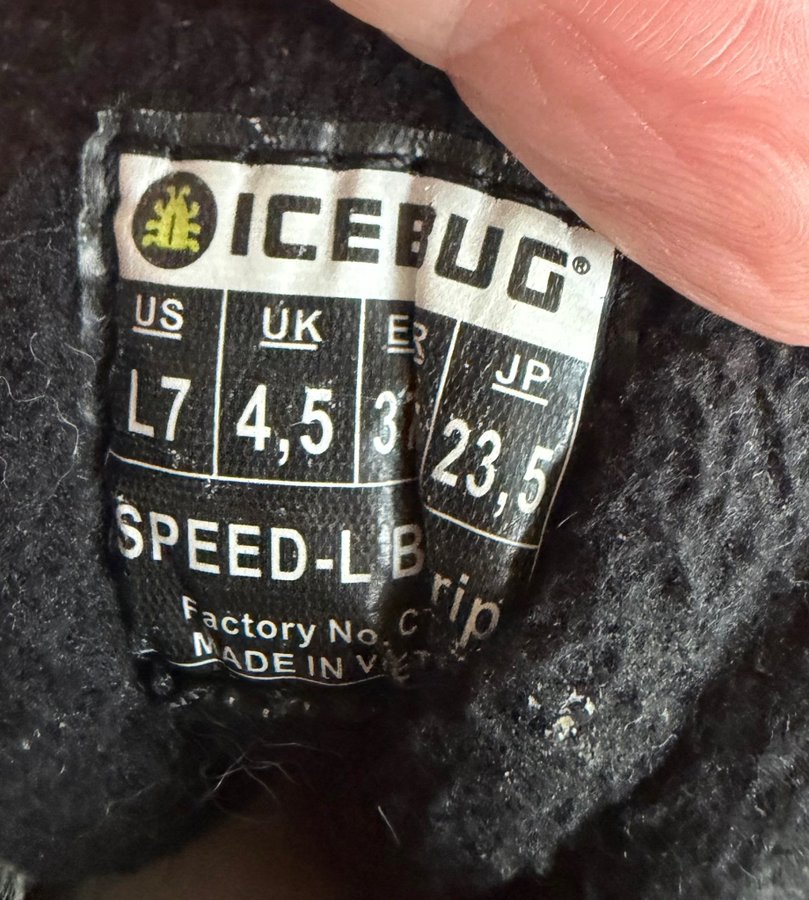 ICEBUG®
US UK JP
L7 4,5 23,5
SPEED-L
Factory No.
MADE IN